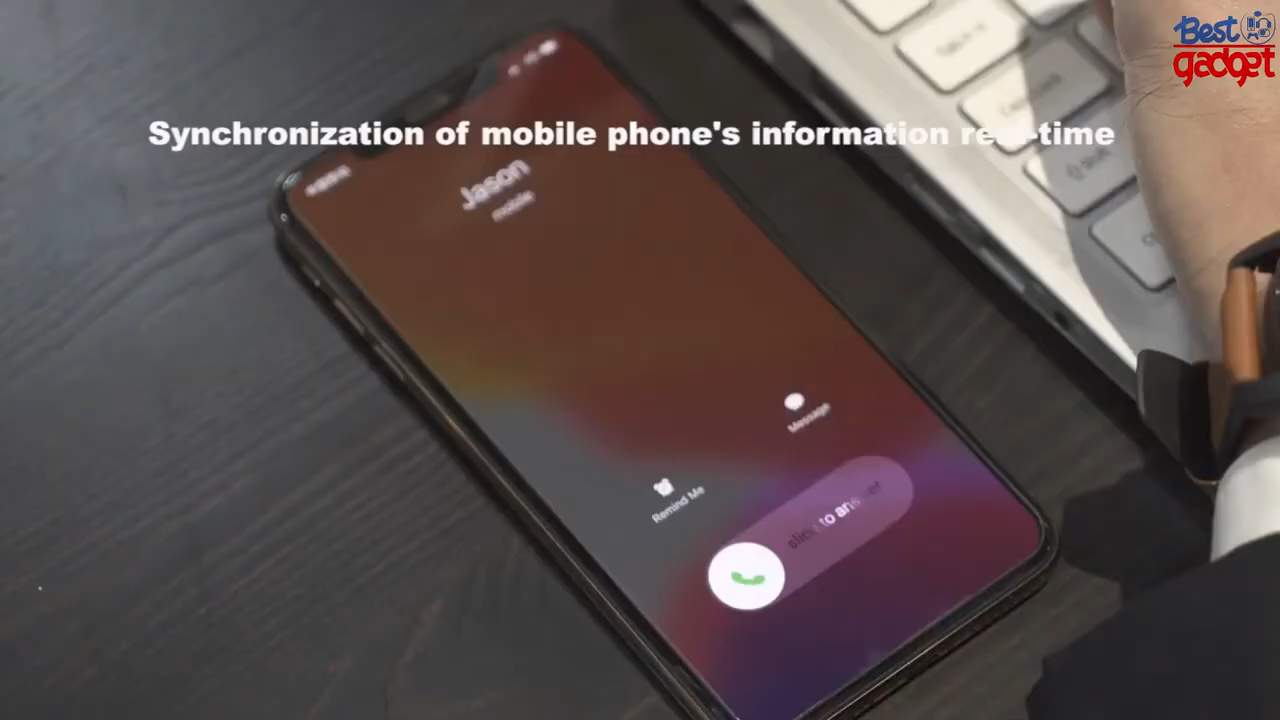 Best
gadget
Synchronization of mobile phone's information real-time
Jason
mobile
Message
Remind Me
slide to answer